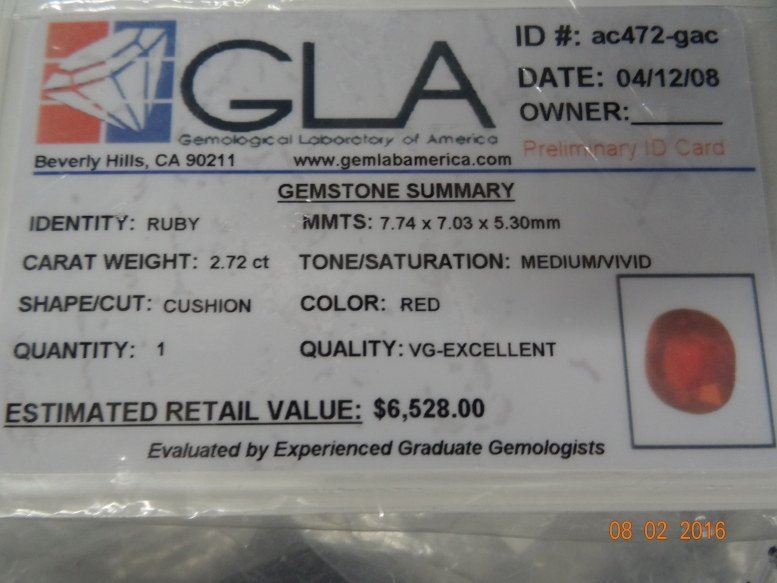 GLA
Gemological Laboratory of America
ID #: ac472-gac
DATE: 04/12/08
OWNER:______
Preliminary ID Card
Beverly Hills, CA 90211 www.gemlabamerica.com
GEMSTONE SUMMARY
IDENTITY: RUBY MMTS: 7.74 x 7.03 x 5.30mm
CARAT WEIGHT: 2.72 ct TONE/SATURATION: MEDIUM/VIVID
SHAPE/CUT: CUSHION COLOR: RED
QUANTITY: 1 QUALITY: VG-EXCELLENT
ESTIMATED RETAIL VALUE: $6,528.00
Evaluated by Experienced Graduate Gemologists
08 02 2016